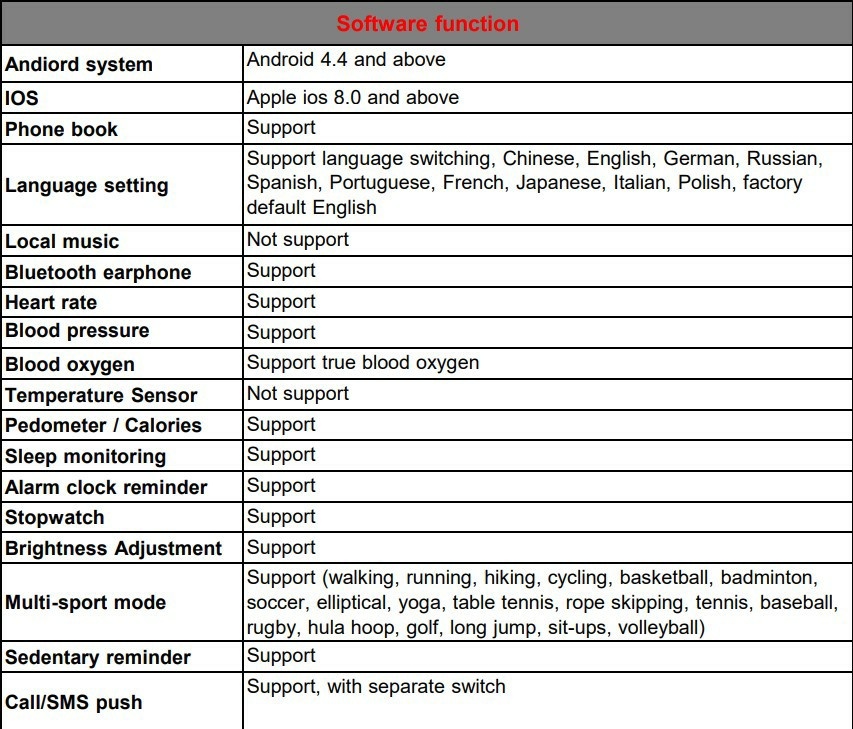 Software function
Andiord system
Android 4.4 and above
IOS
Apple ios 8.0 and above
Phone book
Support
Language setting
Support language switching, Chinese, English, German, Russian,
Spanish, Portuguese, French, Japanese, Italian, Polish, factory
default English
Local music
Not support
Bluetooth earphone
Support
Heart rate
Support
Blood pressure
Support
Blood oxygen
Support true blood oxygen
Temperature Sensor
Not support
Pedometer / Calories
Support
Sleep monitoring
Support
Alarm clock reminder
Support
Stopwatch
Support
Brightness Adjustment
Support
Multi-sport mode
Support (walking, running, hiking, cycling, basketball, badminton,
soccer, elliptical, yoga, table tennis, rope skipping, tennis, baseball,
rugby, hula hoop, golf, long jump, sit-ups, volleyball)
Sedentary reminder
Support
Call/SMS push
Support, with separate switch